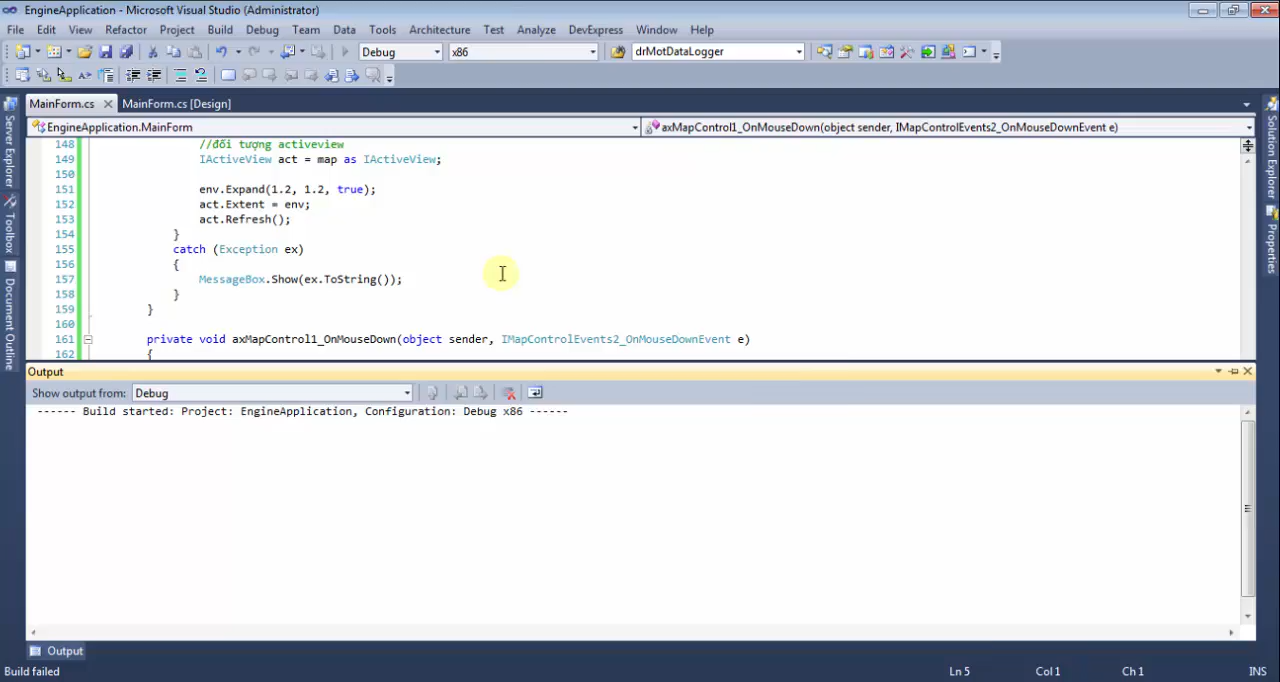 EngineApplication - Microsoft Visual Studio (Administrator)
File Edit View Refactor Project Build Debug Team Data Tools Architecture Test Analyze DevExpress Window Help
Debug x86 drMotDataLogger
MainForm.cs MainForm.cs [Design]
EngineApplication.MainForm axMapControl1_OnMouseDown(object sender, IMapControlEvents2_OnMouseDownEvent e)
148 //đối tượng activeview
149 IActiveView act = map as IActiveView;
150
151 env.Expand(1.2, 1.2, true);
152 act.Extent = env;
153 act.Refresh();
154 }
155 catch (Exception ex)
156 {
157 MessageBox.Show(ex.ToString());
158 }
159 }
160
161 private void axMapControl1_OnMouseDown(object sender, IMapControlEvents2_OnMouseDownEvent e)
162 {
Server Explorer
Toolbox
Document Outline
Solution Explorer
Properties
Output
Show output from: Debug
------ Build started: Project: EngineApplication, Configuration: Debug x86 ------
Output
Build failed Ln 5 Col 1 Ch 1 INS